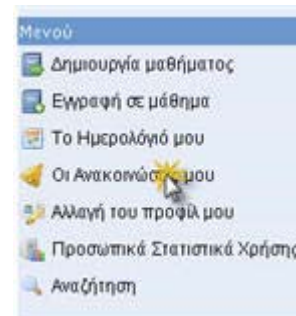 Μενού
Δημιουργία μαθήματος
Εγγραφή σε μάθημα
Το Ημερολόγιό μου
Οι Ανακοινώσεις μου
Αλλαγή του προφίλ μου
Προσωπικά Στατιστικά Χρήσης
Αναζήτηση